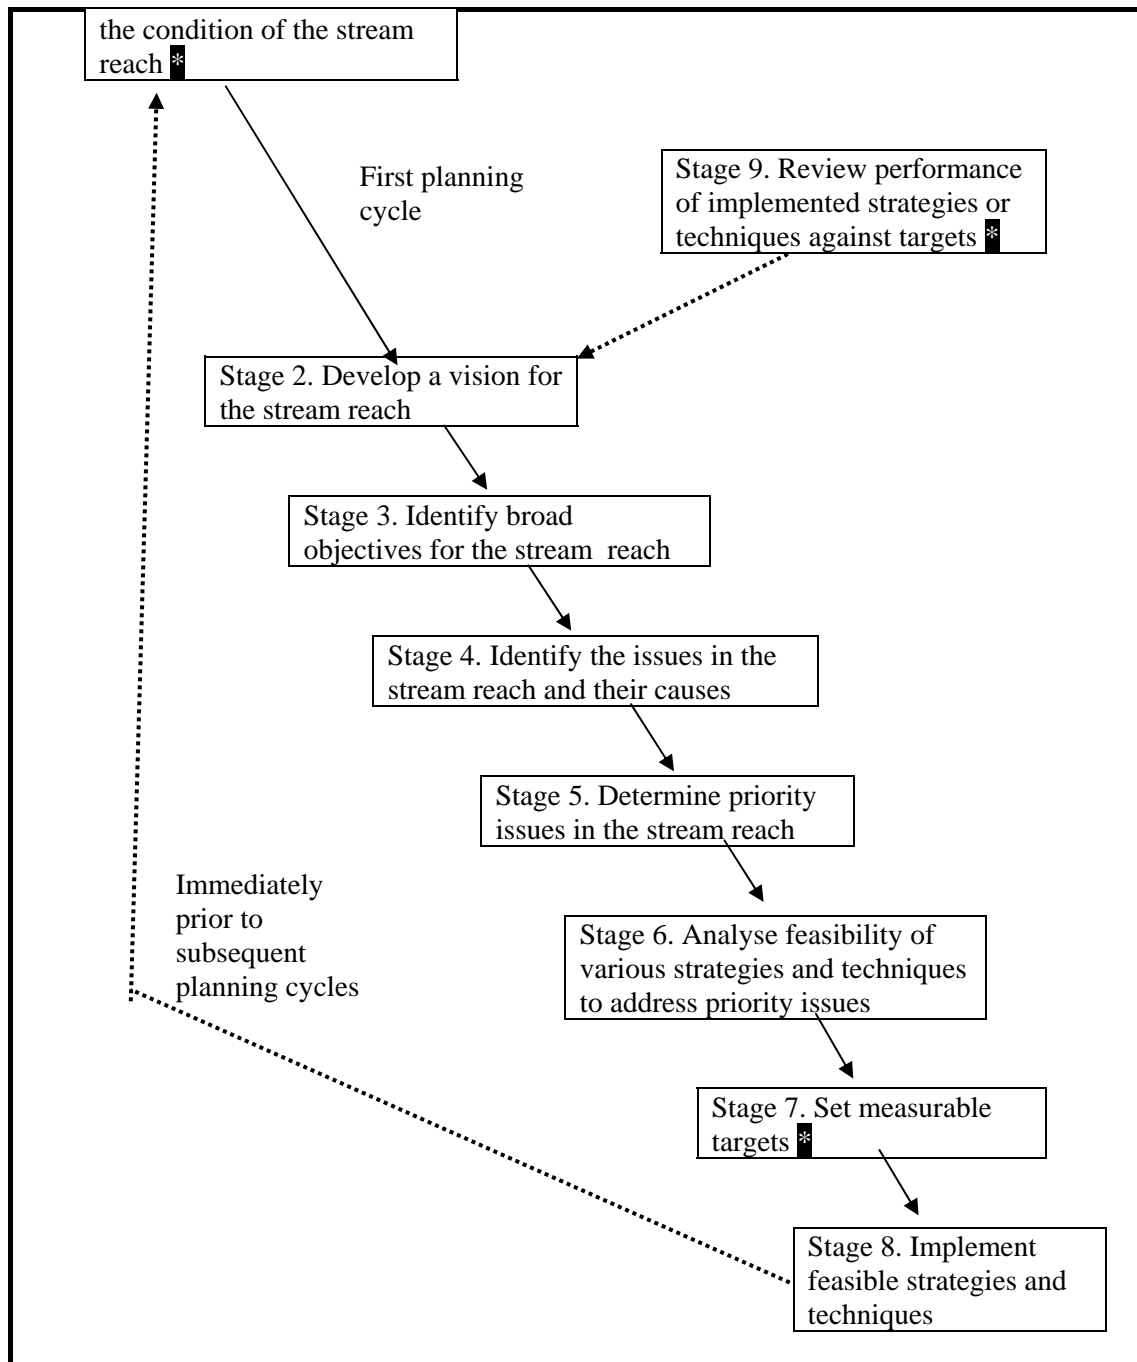 the condition of the stream
reach *
First planning
cycle
Stage 9. Review performance
of implemented strategies or
techniques against targets *
Stage 2. Develop a vision for
the stream reach
Stage 3. Identify broad
objectives for the stream  reach
Stage 4. Identify the issues in the
stream reach and their causes
Stage 5. Determine priority
issues in the stream reach
Immediately
prior to
subsequent
planning cycles
Stage 6. Analyse feasibility of
various strategies and techniques
to address priority issues
Stage 7. Set measurable
targets *
Stage 8. Implement
feasible strategies and
techniques